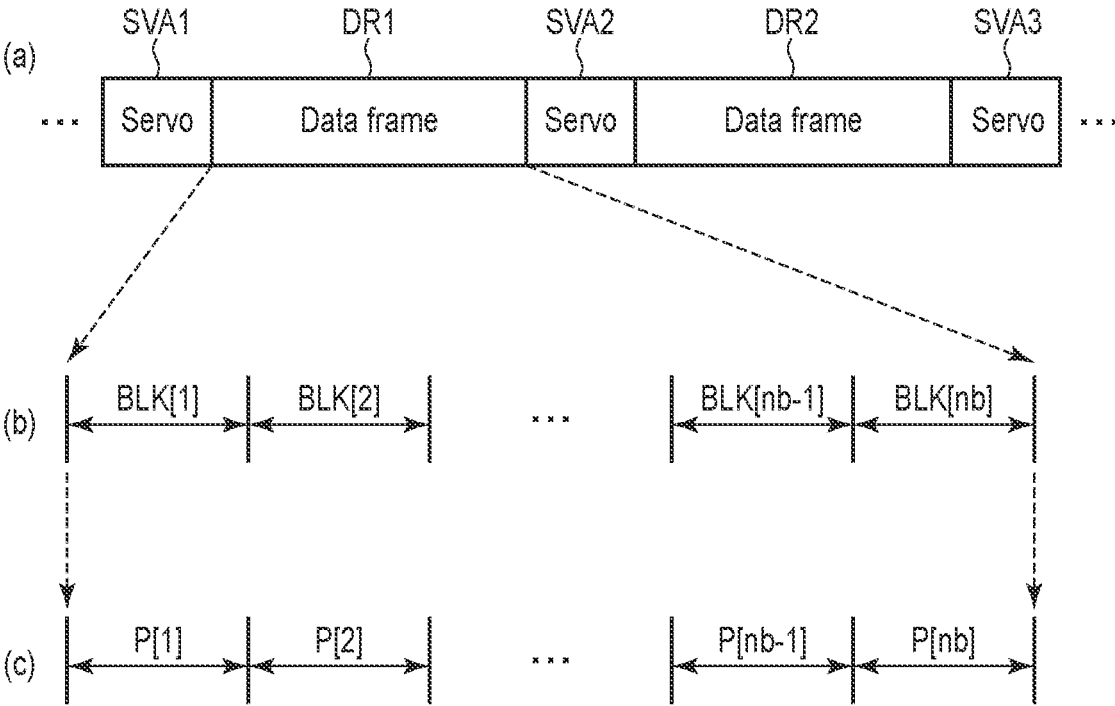 SVA1 DR1 SVA2 DR2 SVA3
(a)
... Servo Data frame Servo Data frame Servo ...
(b) BLK[1] BLK[2] ... BLK[nb-1] BLK[nb]
(c) P[1] P[2] ... P[nb-1] P[nb]